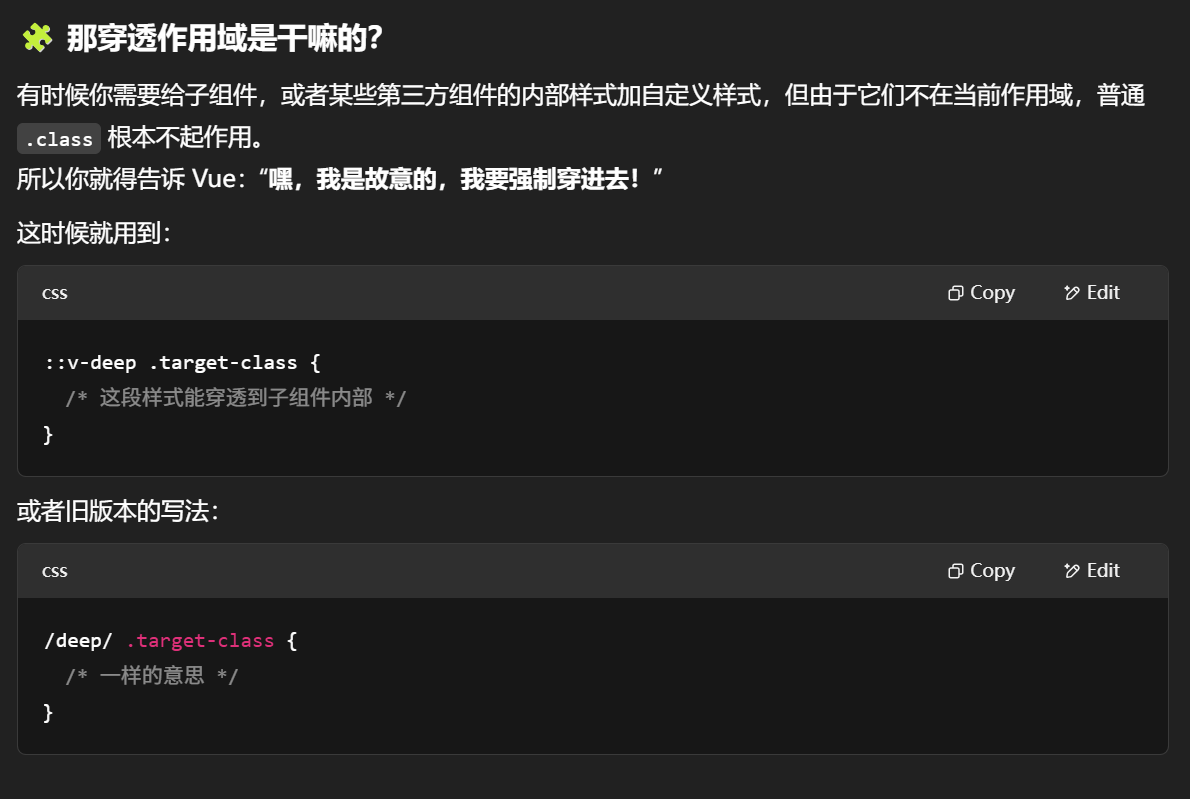 那穿透作用域是干嘛的？
有时候你需要给子组件，或者某些第三方组件的内部样式加自定义样式，但由于它们不在当前作用域，普通
.class 根本不起作用。
所以你就得告诉 Vue：“嘿，我是故意的，我要强制穿进去！”
这时候就用到：
css Copy Edit
::v-deep .target-class {
  /* 这段样式能穿透到子组件内部 */
}
或者旧版本的写法：
css Copy Edit
/deep/ .target-class {
  /* 一样的意思 */
}